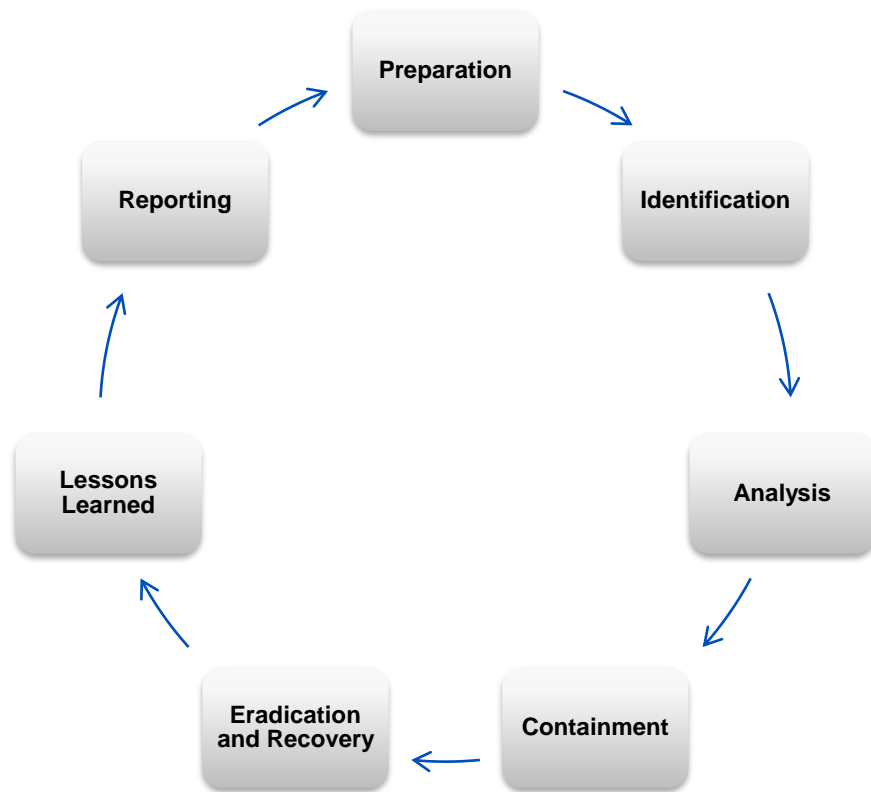 Preparation
Identification
Analysis
Containment
Eradication
and Recovery
Lessons
Learned
Reporting